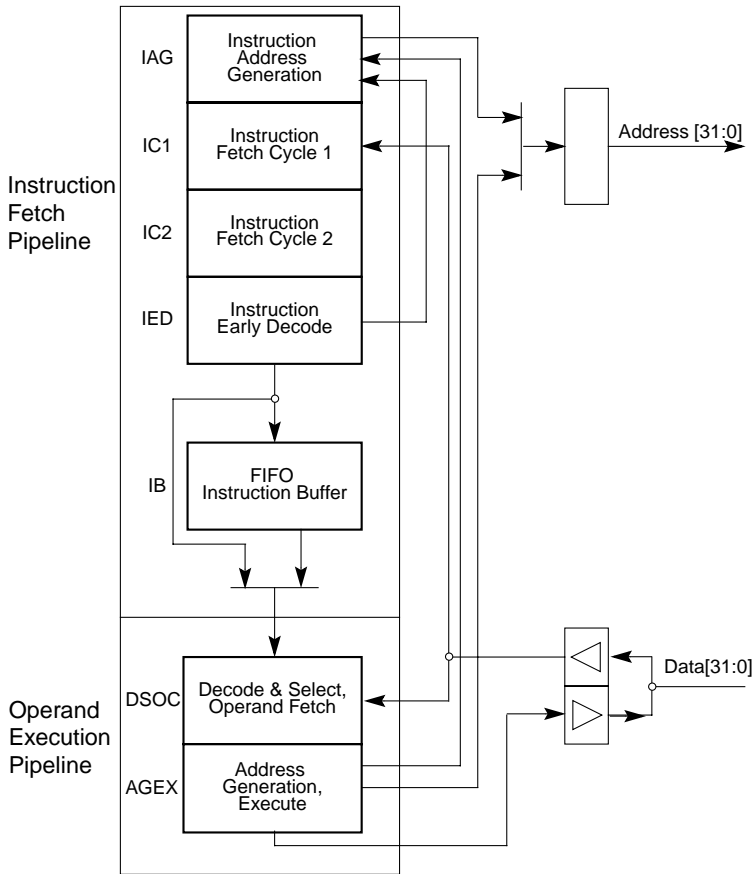 IAG
Instruction
Address
Generation
Address [31:0]
IC1
Instruction
Fetch Cycle 1
Instruction
Fetch
Pipeline
IC2
Instruction
Fetch Cycle 2
IED
Instruction
Early Decode
IB
FIFO
Instruction Buffer
Data[31:0]
Operand
Execution
Pipeline
DSOC
Decode & Select,
Operand Fetch
AGEX
Address
Generation,
Execute